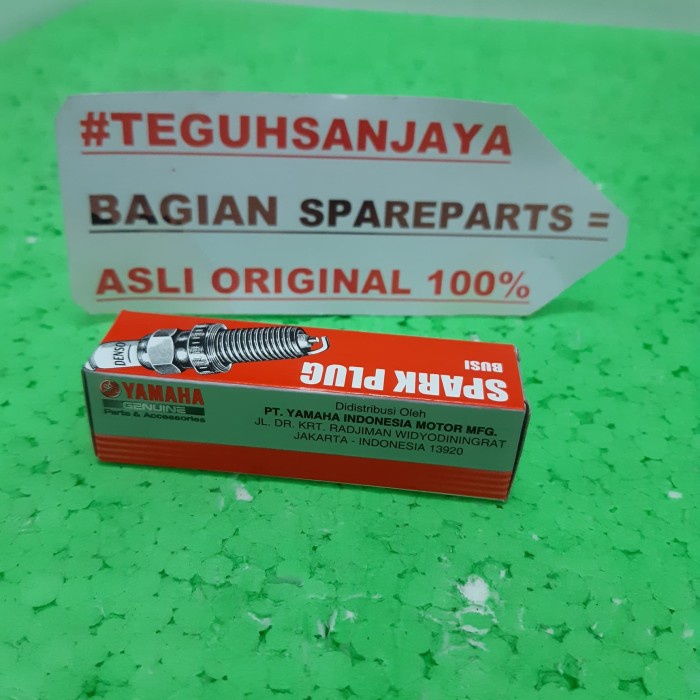 #TEGUHSANJAYA
BAGIAN SPAREPARTS =
ASLI ORIGINAL 100%
DENSO
SPARK PLUG
BUSI
YAMAHA
GENUINE
Parts & Accessories
Didistribusi Oleh
PT. YAMAHA INDONESIA MOTOR MFG.
JL. DR. KRT. RADJIMAN WIDYODININGRAT
JAKARTA - INDONESIA 13920